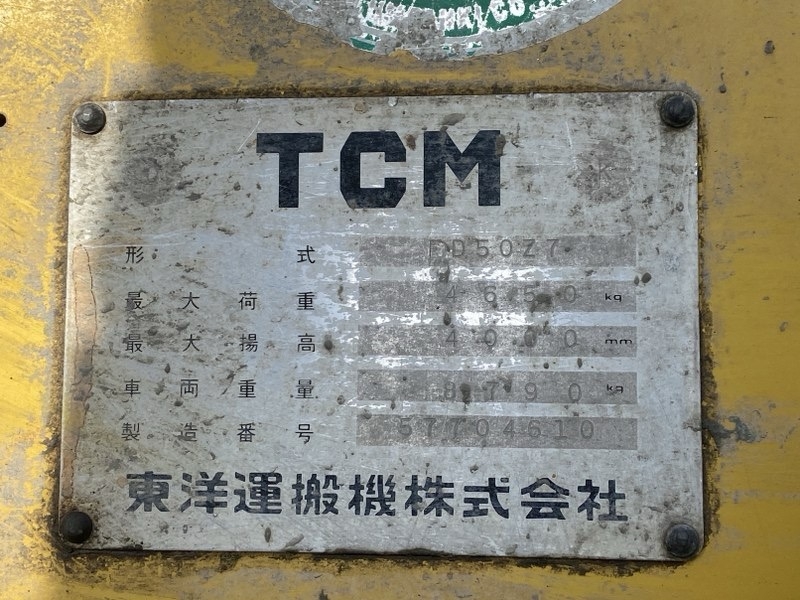 TCM
形式 FD50Z7
最大荷重 4650 kg
最大揚高 4000 mm
車両重量 8790 kg
製造番号 57704610
東洋運搬機株式会社